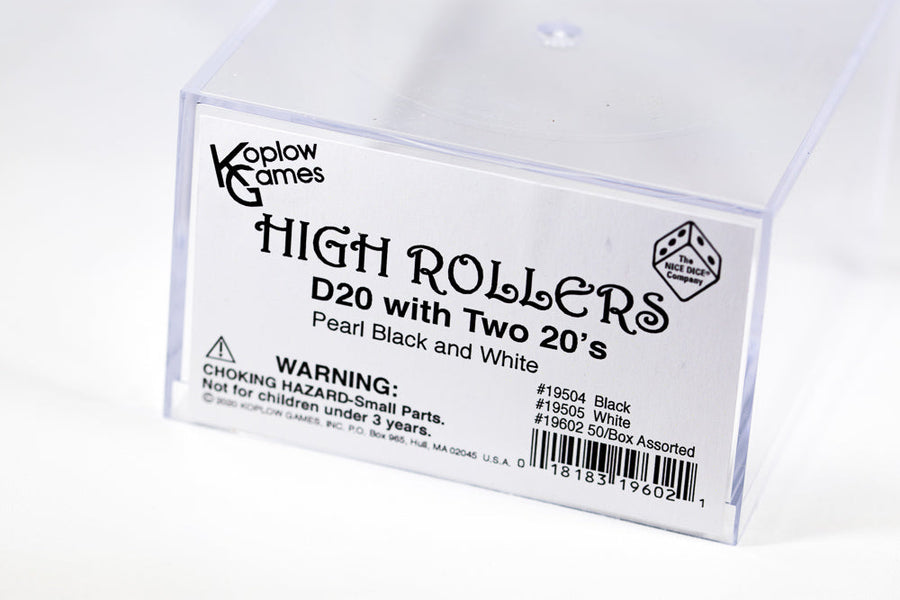 Koplow
Games
HIGH ROLLERS
The
NICE DICE®
Company
D20 with Two 20's
Pearl Black and White
WARNING:
CHOKING HAZARD-Small Parts.
Not for children under 3 years.
© 2020 KOPLOW GAMES, INC. P.O. Box 965, Hull, MA 02045 U.S.A.
#19504 Black
#19505 White
#19602 50/Box Assorted
0 18183 19602 1